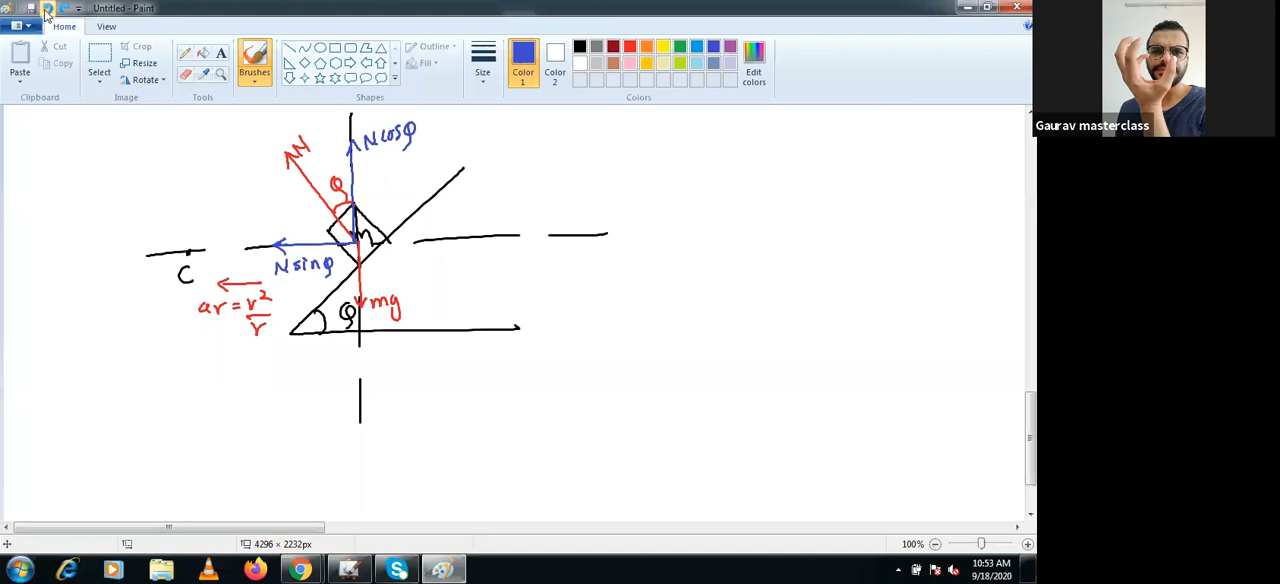 Untitled - Paint
Home View
Paste
Cut
Copy
Clipboard
Select
Crop
Resize
Rotate
Image
Tools
Brushes
Shapes
Outline
Fill
Size
Color 1
Color 2
Edit colors
Colors
Gaurav masterclass
N cosφ
N
φ
m
C
N sinφ
ar = v²/r
mg
φ
4296 × 2232px
100%
10:53 AM
9/18/2020